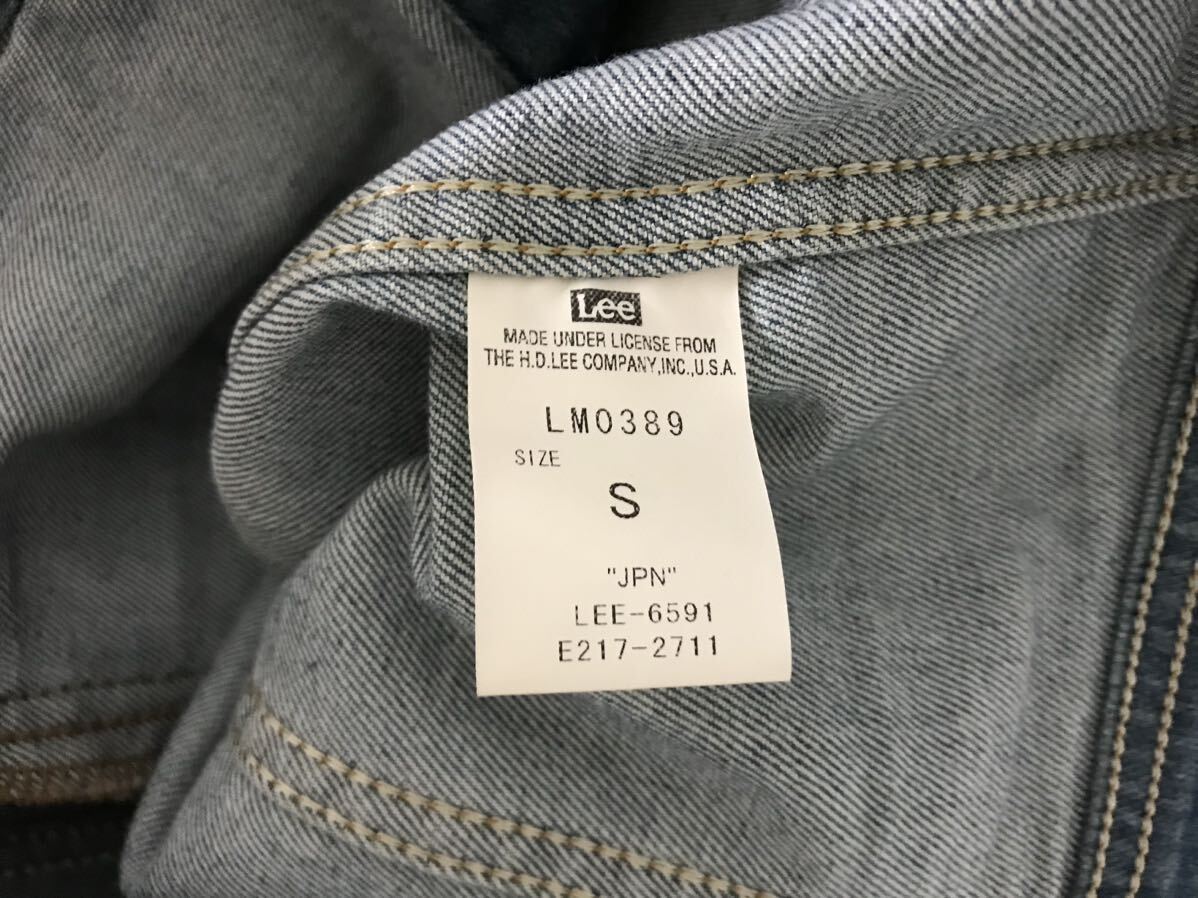 Lee
MADE UNDER LICENSE FROM
THE H.D.LEE COMPANY,INC.,U.S.A.
LM0389
SIZE
S
"JPN"
LEE-6591
E217-2711